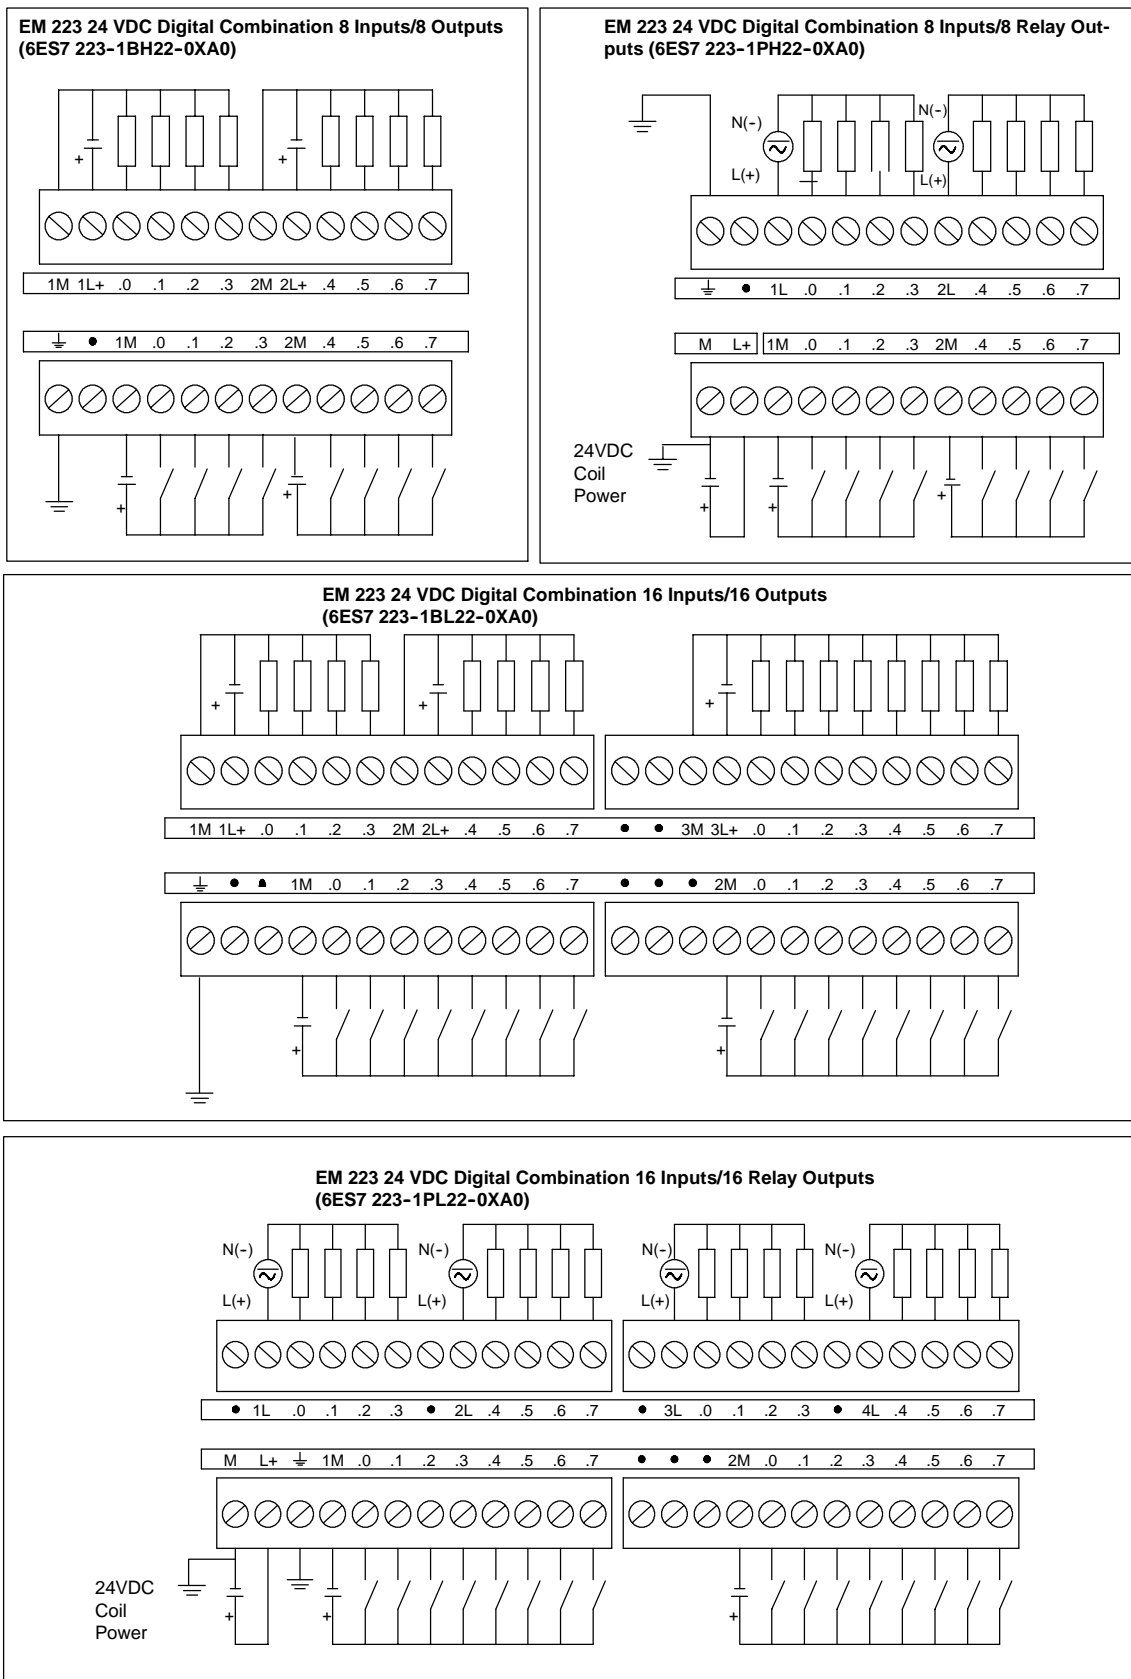 EM 223 24 VDC Digital Combination 8 Inputs/8 Outputs
(6ES7 223-1BH22-0XA0)
+ +
1M 1L+ .0 .1 .2 .3 2M 2L+ .4 .5 .6 .7
1M .0 .1 .2 .3 2M .4 .5 .6 .7
+ +
EM 223 24 VDC Digital Combination 8 Inputs/8 Relay Out-
puts (6ES7 223-1PH22-0XA0)
N(-) N(-)
L(+) L(+)
1L .0 .1 .2 .3 2L .4 .5 .6 .7
M L+ 1M .0 .1 .2 .3 2M .4 .5 .6 .7
24VDC
Coil
Power
+ + +
EM 223 24 VDC Digital Combination 16 Inputs/16 Outputs
(6ES7 223-1BL22-0XA0)
+ + +
1M 1L+ .0 .1 .2 .3 2M 2L+ .4 .5 .6 .7 3M 3L+ .0 .1 .2 .3 .4 .5 .6 .7
1M .0 .1 .2 .3 .4 .5 .6 .7 2M .0 .1 .2 .3 .4 .5 .6 .7
+ +
EM 223 24 VDC Digital Combination 16 Inputs/16 Relay Outputs
(6ES7 223-1PL22-0XA0)
N(-) N(-) N(-) N(-)
L(+) L(+) L(+) L(+)
1L .0 .1 .2 .3 2L .4 .5 .6 .7 3L .0 .1 .2 .3 4L .4 .5 .6 .7
M L+ 1M .0 .1 .2 .3 .4 .5 .6 .7 2M .0 .1 .2 .3 .4 .5 .6 .7
24VDC
Coil
Power
+ + +